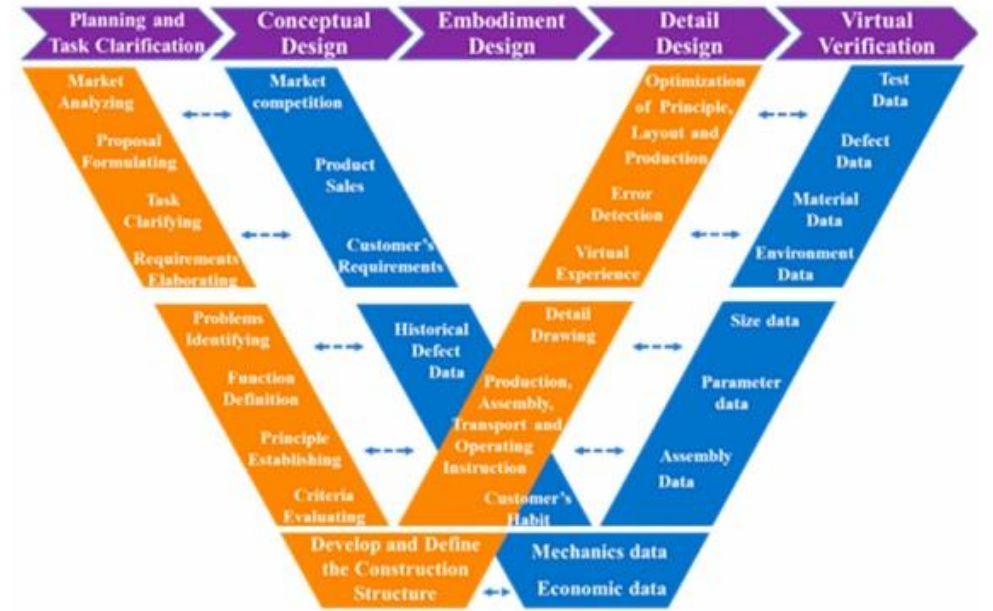 Planning and
Task Clarification
Conceptual
Design
Embodiment
Design
Detail
Design
Virtual
Verification
Market
Analyzing
Proposal
Formulating
Task
Clarifying
Requirements
Elaborating
Market
competition
Product
Sales
Customer's
Requirements
Optimization
of Principle,
Layout and
Production
Error
Detection
Virtual
Experience
Test
Data
Defect
Data
Material
Data
Environment
Data
Problems
Identifying
Function
Definition
Principle
Establishing
Criteria
Evaluating
Historical
Defect
Data
Customer's
Habit
Detail
Drawing
Production,
Assembly,
Transport and
Operating
Instruction
Size data
Parameter
data
Assembly
Data
Develop and Define
the Construction
Structure
Mechanics data
Economic data